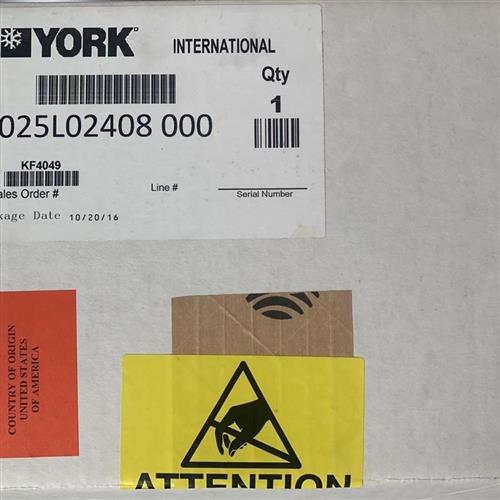 YORK INTERNATIONAL
Qty
1
025L02408 000
KF4049
ales Order #
Line #
Serial Number
kage Date 10/20/16
COUNTRY OF ORIGIN
UNITED STATES
OF AMERICA
ATTENTION